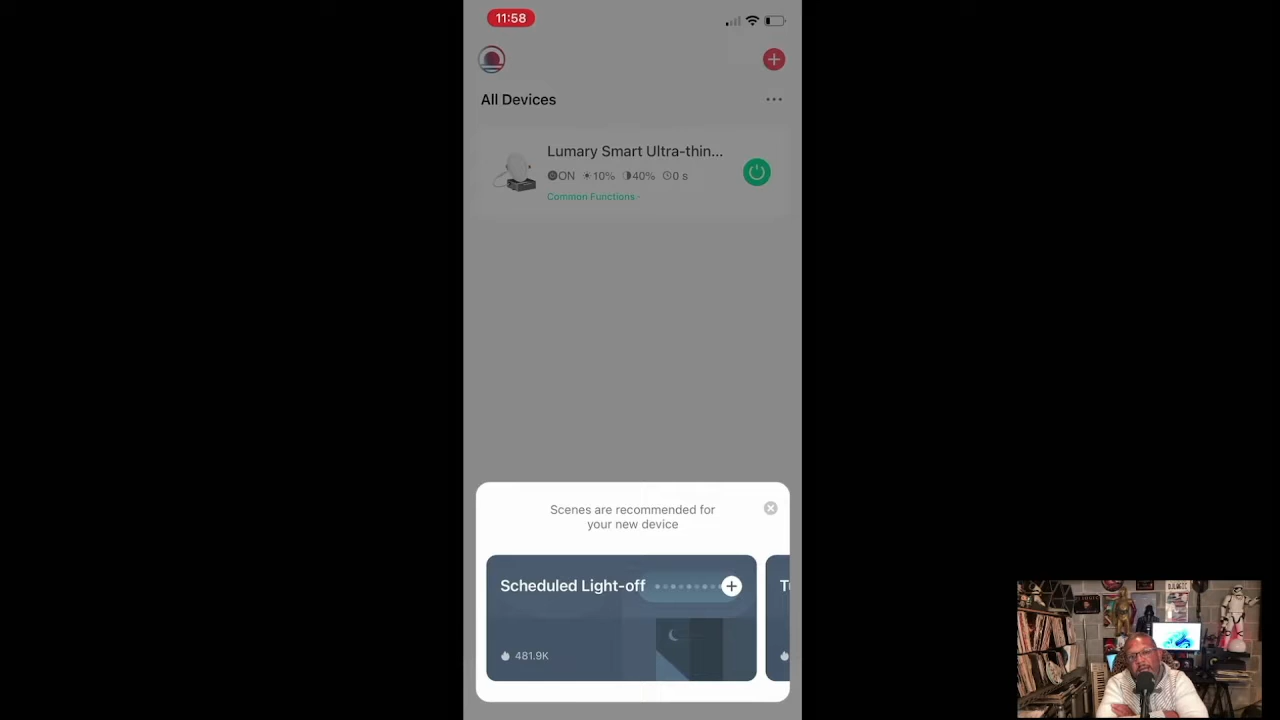 11:58
All Devices
Lumary Smart Ultra-thin...
ON 10% 40% 0 s
Common Functions
Scenes are recommended for
your new device
Scheduled Light-off
481.9K